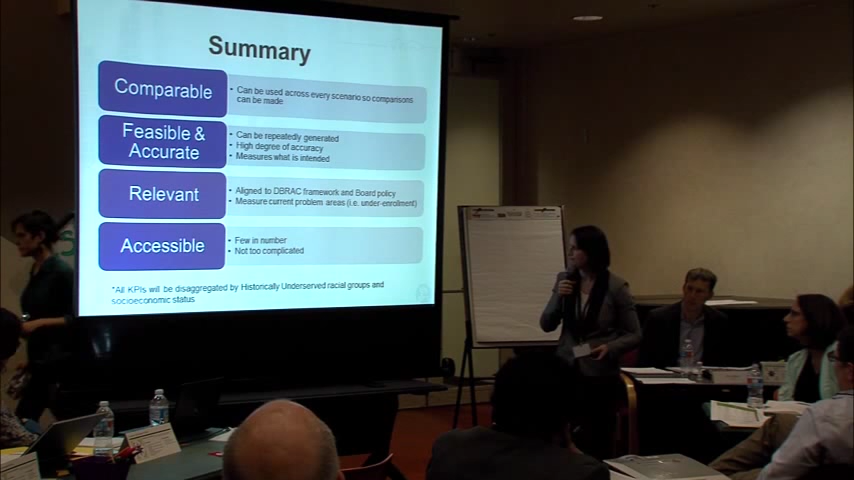 Summary
Comparable
• Can be used across every scenario so comparisons
can be made
Feasible &
Accurate
• Can be repeatedly generated
• High degree of accuracy
• Measures what is intended
Relevant
• Aligned to DBRAC framework and Board policy
• Measure current problem areas (i.e. under-enrollment)
Accessible
• Few in number
• Not too complicated
*All KPIs will be disaggregated by Historically Underserved racial groups and
socioeconomic status